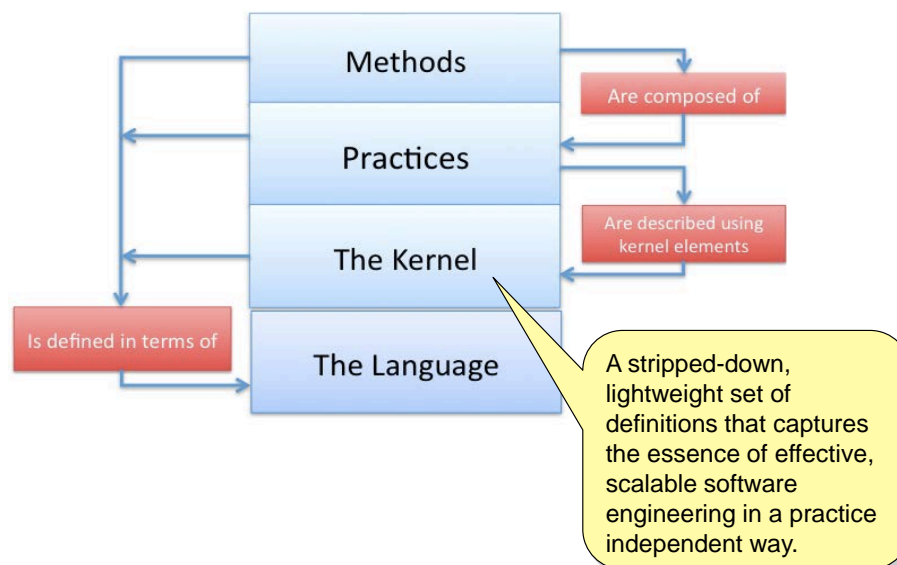 Methods
Are composed of
Practices
Are described using
kernel elements
The Kernel
Is defined in terms of
The Language
A stripped-down,
lightweight set of
definitions that captures
the essence of effective,
scalable software
engineering in a practice
independent way.